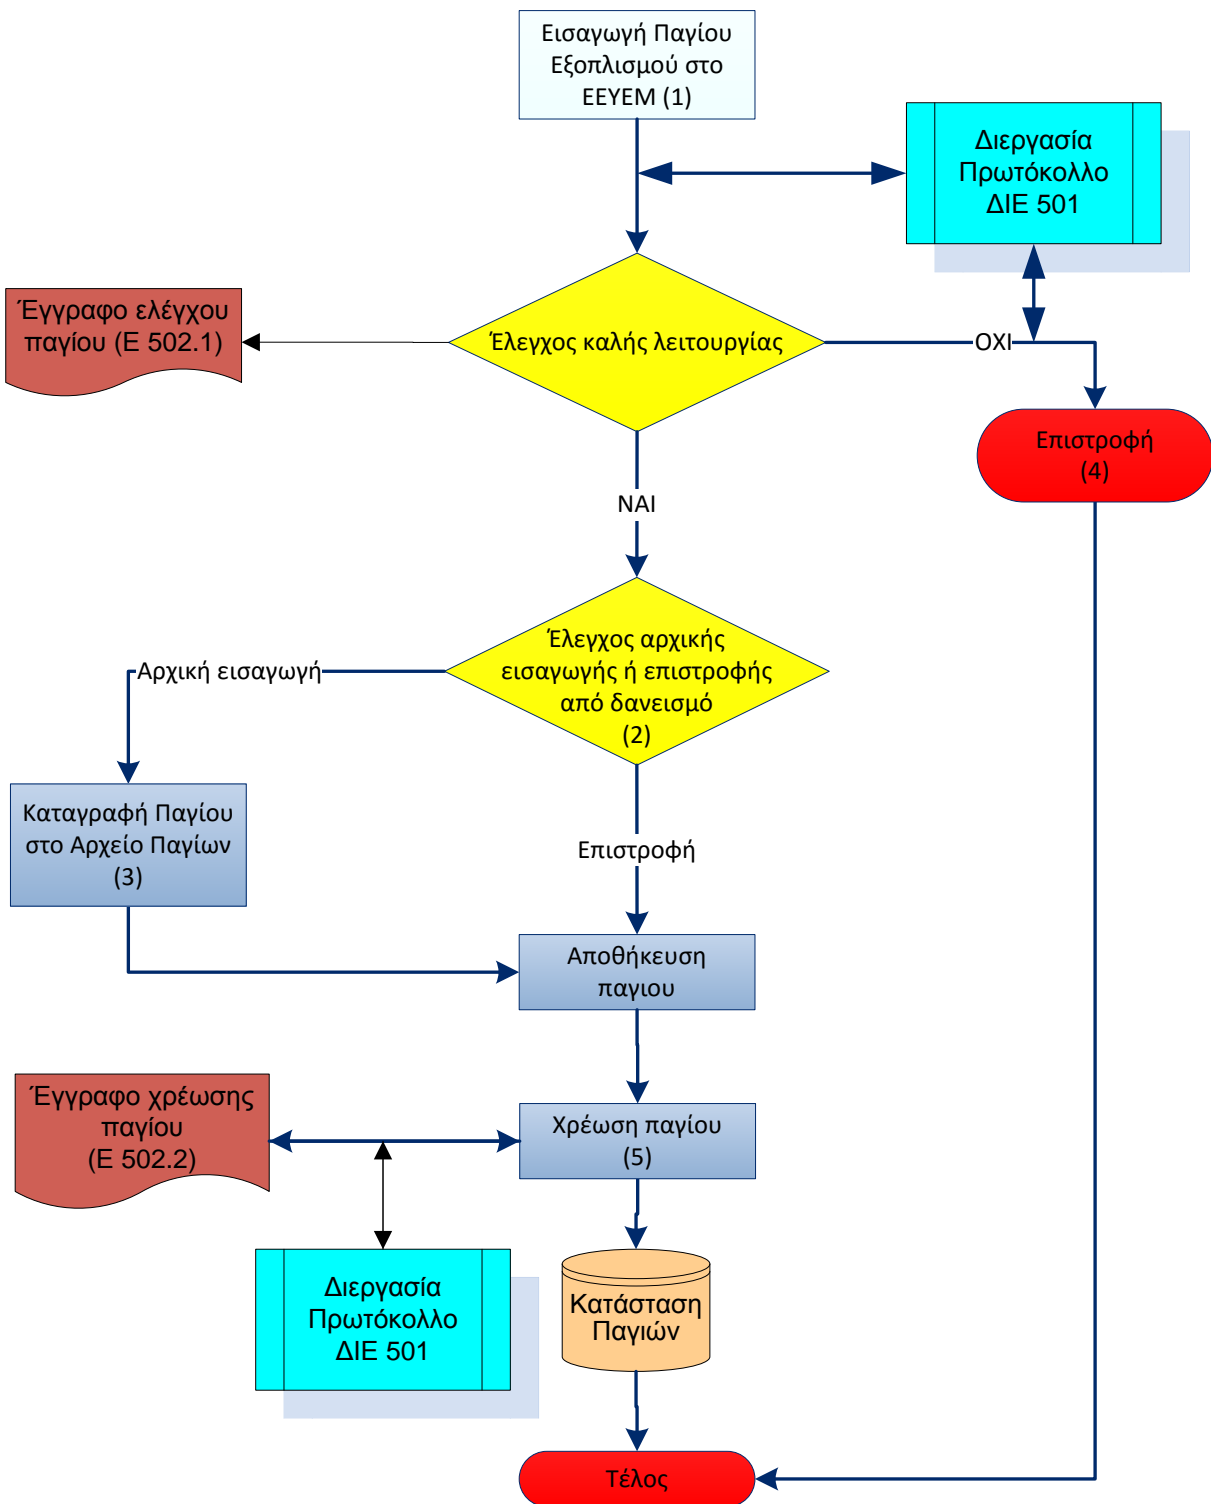 Εισαγωγή Παγίου
Εξοπλισμού στο
ΕΕΥΕΜ (1)
Διεργασία
Πρωτόκολλο
ΔΙΕ 501
Έγγραφο ελέγχου
παγίου (Ε 502.1)
Έλεγχος καλής λειτουργίας
ΟΧΙ
Επιστροφή
(4)
ΝΑΙ
Έλεγχος αρχικής
εισαγωγής ή επιστροφής
από δανεισμό
(2)
Αρχική εισαγωγή
Καταγραφή Παγίου
στο Αρχείο Παγίων
(3)
Επιστροφή
Αποθήκευση
παγιου
Έγγραφο χρέωσης
παγίου
(Ε 502.2)
Χρέωση παγίου
(5)
Διεργασία
Πρωτόκολλο
ΔΙΕ 501
Κατάσταση
Παγιών
Τέλος